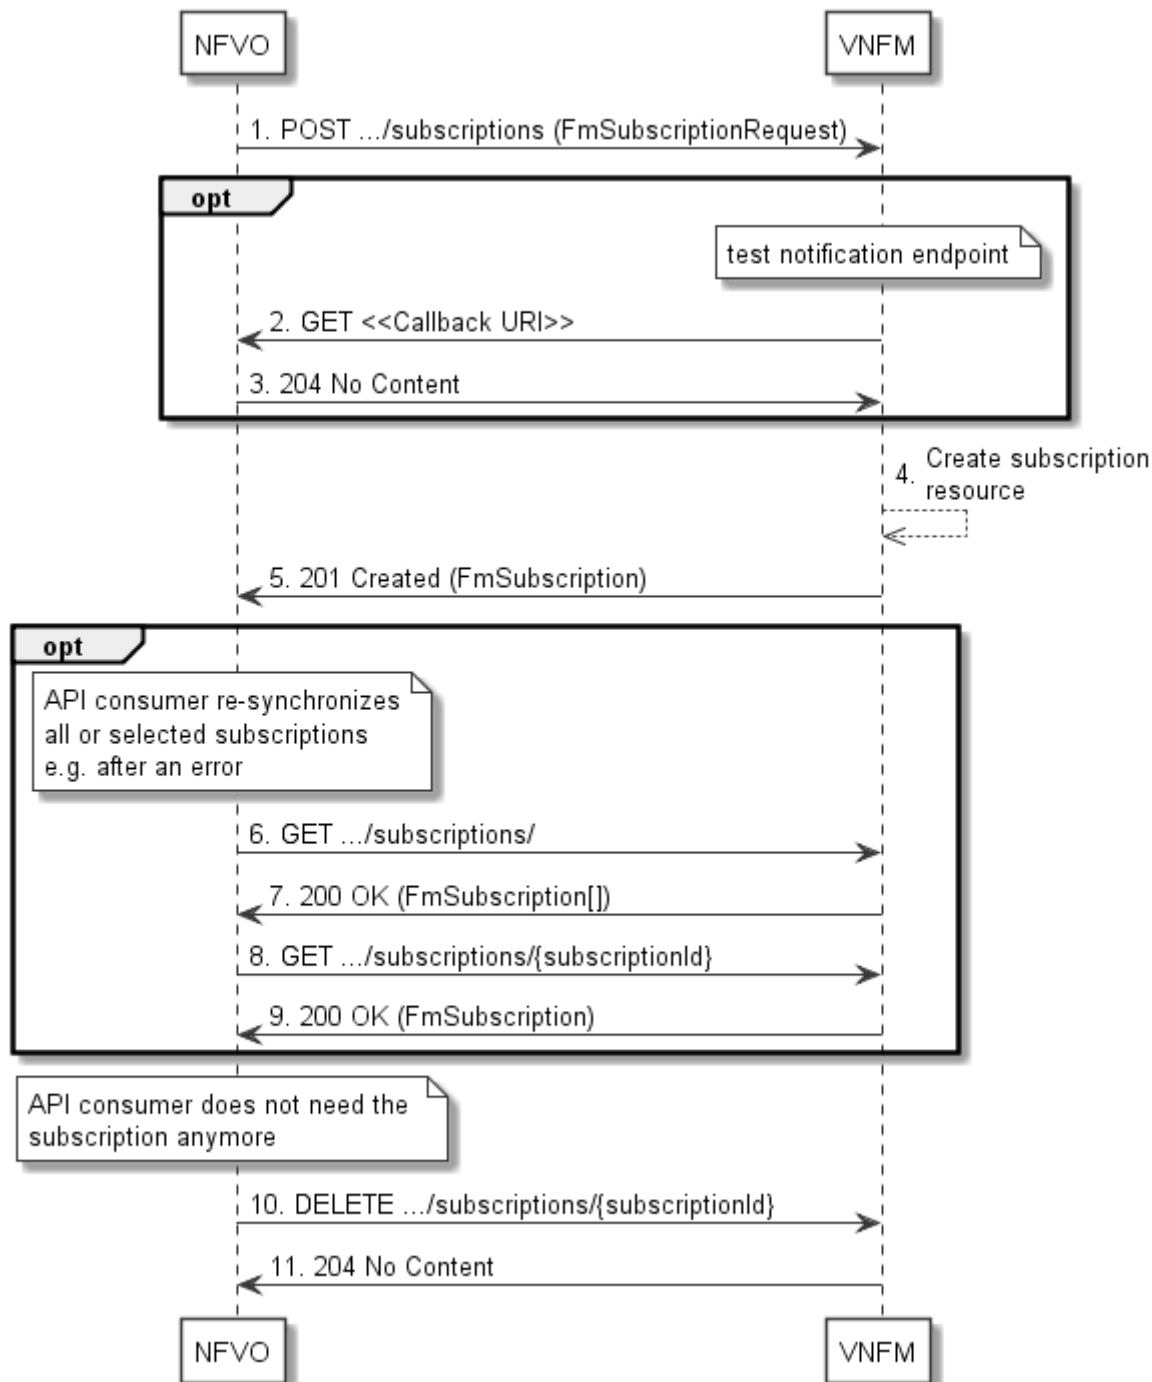 NFVO VNFM
1. POST .../subscriptions (FmSubscriptionRequest)
opt
test notification endpoint
2. GET <<Callback URI>>
3. 204 No Content
4. Create subscription
resource
5. 201 Created (FmSubscription)
opt
API consumer re-synchronizes
all or selected subscriptions
e.g. after an error
6. GET .../subscriptions/
7. 200 OK (FmSubscription[])
8. GET .../subscriptions/{subscriptionId}
9. 200 OK (FmSubscription)
API consumer does not need the
subscription anymore
10. DELETE .../subscriptions/{subscriptionId}
11. 204 No Content
NFVO VNFM